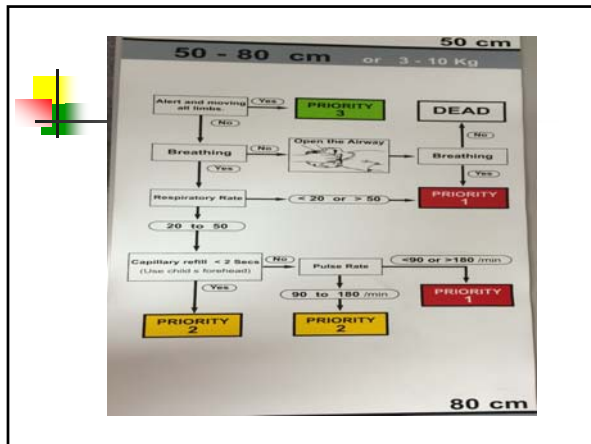 50 cm
50 - 80 cm or 3 - 10 Kg
Alert and moving
all limbs.
Yes
PRIORITY
3
DEAD
No
Open the Airway
No
Breathing
No
Breathing
Yes
Yes
Respiratory Rate
< 20 or > 50
PRIORITY
1
20 to 50
Capillary refill < 2 Secs
(Use child s forehead)
No
Pulse Rate
<90 or >180 /min
Yes
90 to 180 /min
PRIORITY
1
PRIORITY
2
PRIORITY
2
80 cm